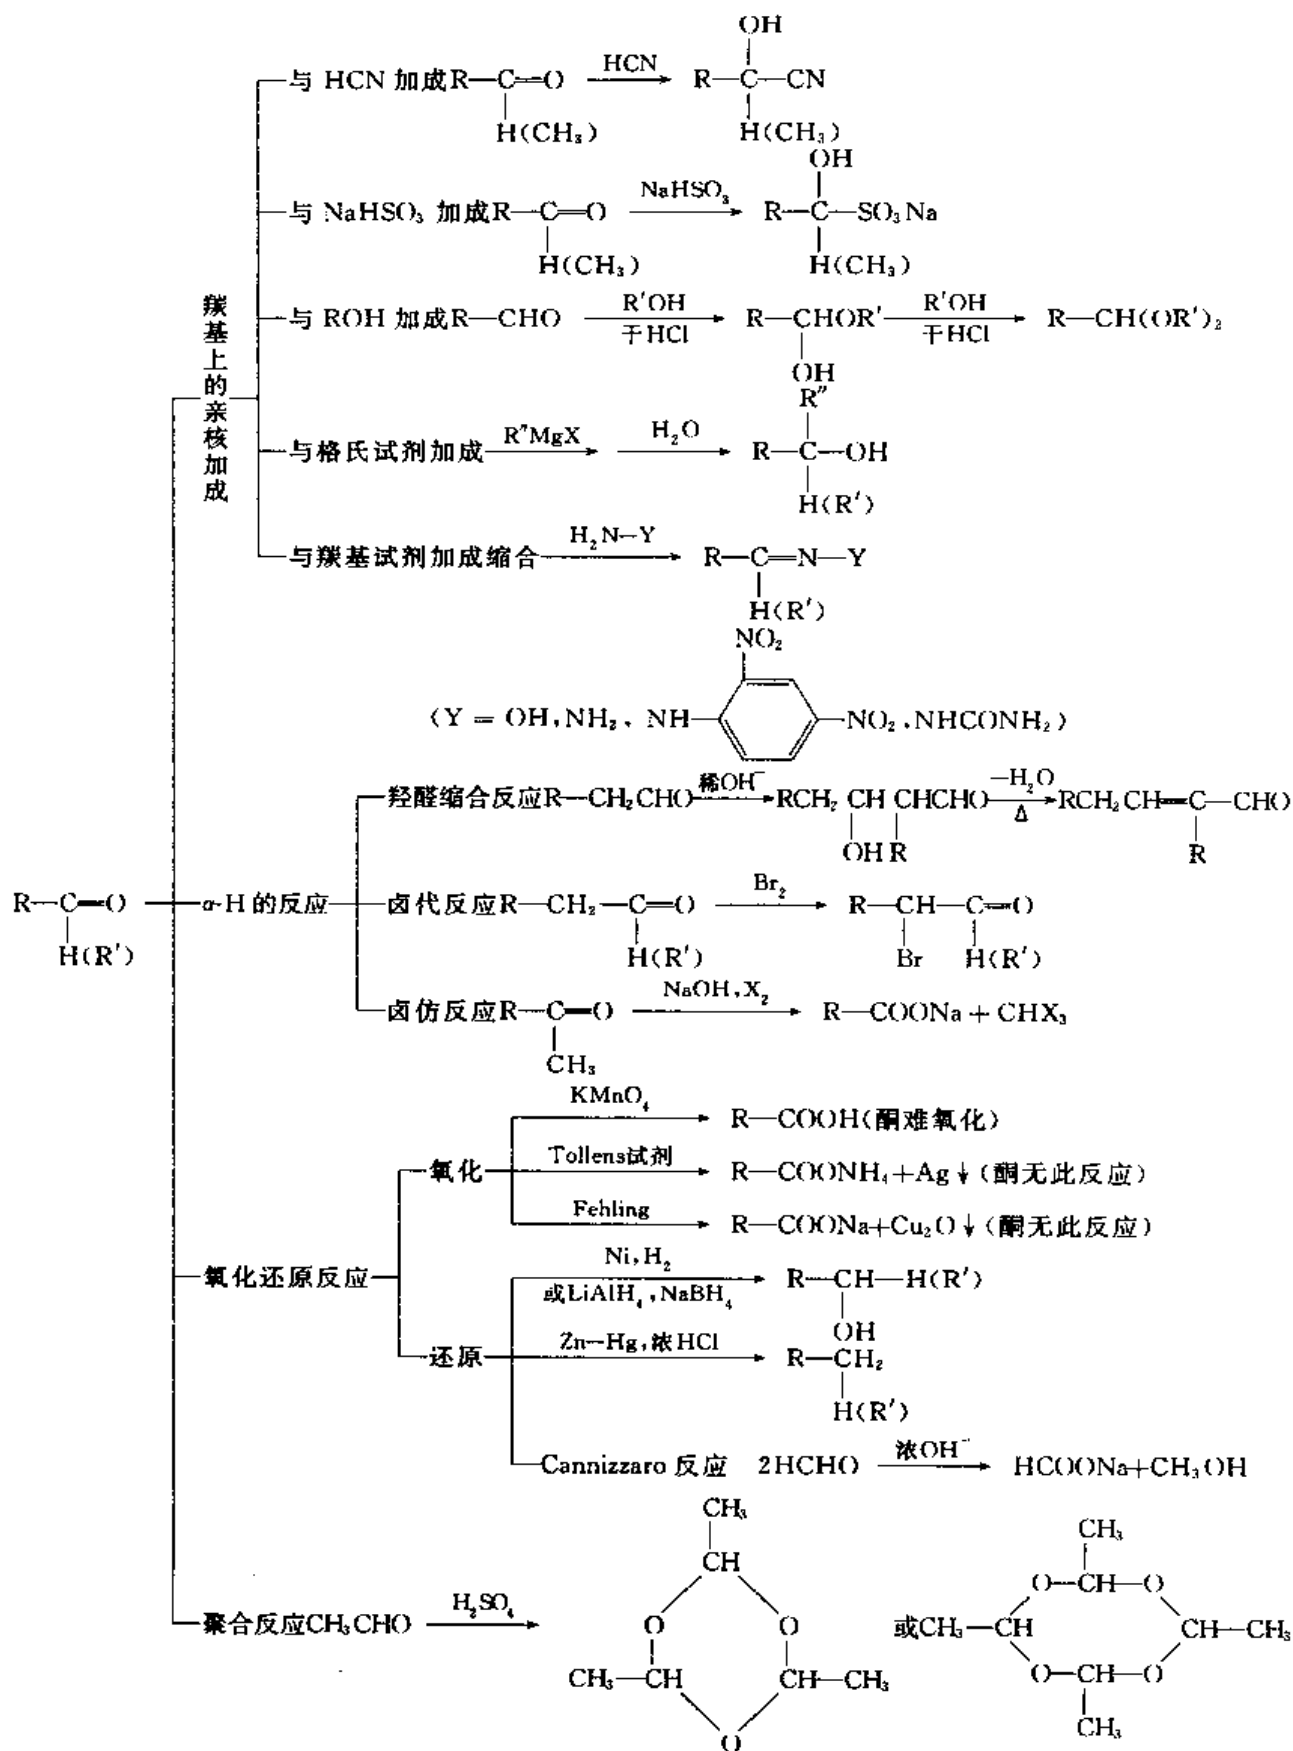 OH
与 HCN 加成 R—C=O HCN R—C—CN
H(CH₃) H(CH₃)
OH
与 NaHSO₃ 加成 R—C=O NaHSO₃ R—C—SO₃Na
H(CH₃) H(CH₃)
与 ROH 加成 R—CHO R′OH 干HCl R—CHOR′ R′OH 干HCl R—CH(OR′)₂
OH
羰基上的亲核加成
R″
与格氏试剂加成 R″MgX H₂O R—C—OH
H(R′)
与羰基试剂加成缩合 H₂N—Y R—C=N—Y
H(R′)
NO₂
(Y = OH,NH₂、NH— —NO₂、NHCONH₂)
羟醛缩合反应 R—CH₂CHO 稀OH⁻ RCH₂CHCHCHO —H₂O Δ RCH₂CH=C—CHO
OH R R
R—C=O α-H 的反应 卤代反应 R—CH₂—C=O Br₂ R—CH—C=O
H(R′) H(R′) Br H(R′)
卤仿反应 R—C=O NaOH,X₂ R—COONa + CHX₃
CH₃
KMnO₄ R—COOH(酮难氧化)
氧化 Tollens试剂 R—COONH₄+Ag↓(酮无此反应)
Fehling R—COONa+Cu₂O↓(酮无此反应)
氧化还原反应
Ni,H₂ 或LiAlH₄,NaBH₄ R—CH—H(R′)
OH
还原 Zn—Hg,浓HCl R—CH₂
H(R′)
Cannizzaro 反应 2HCHO 浓OH⁻ HCOONa+CH₃OH
CH₃ CH₃
CH O—CH—O
聚合反应 CH₃CHO H₂SO₄ O O 或CH₃—CH CH—CH₃
CH₃—CH CH—CH₃ O—CH—O
O CH₃